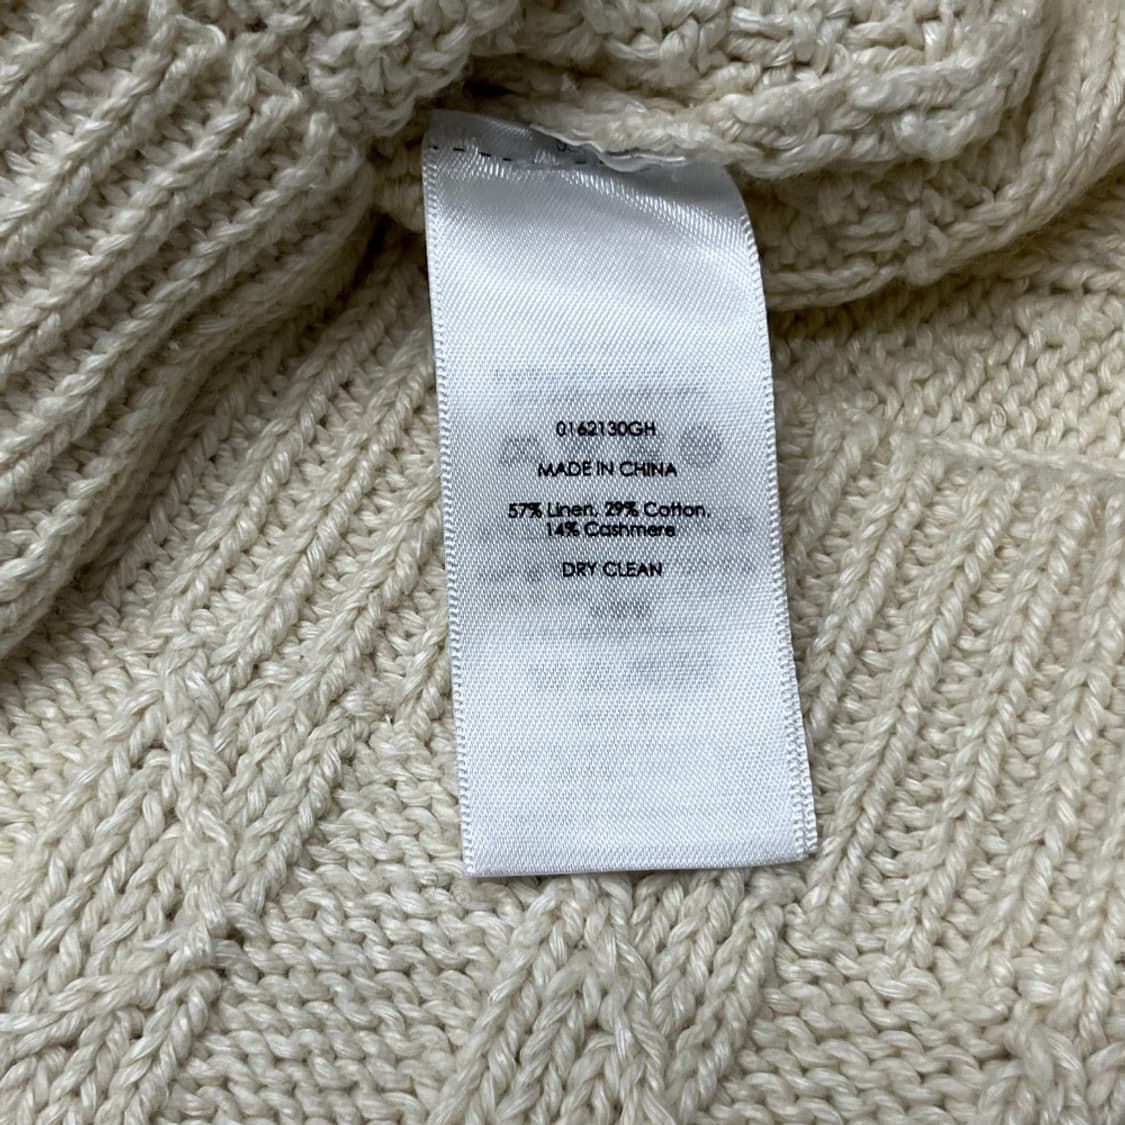 0162130GH
MADE IN CHINA
57% Linen, 29% Cotton,
14% Cashmere
DRY CLEAN